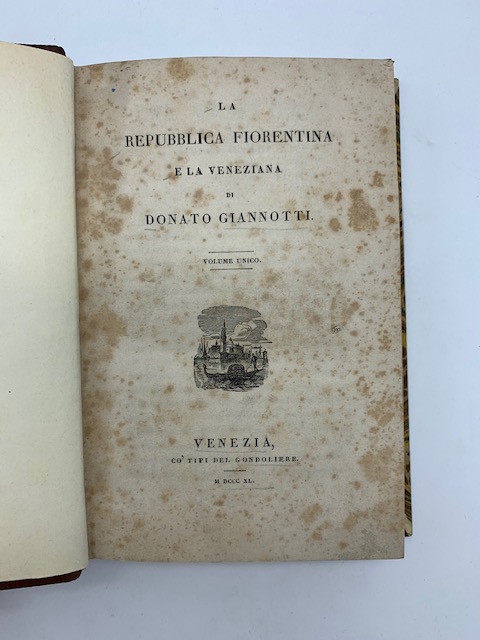 LA
REPUBBLICA FIORENTINA
E LA VENEZIANA
DI
DONATO GIANNOTTI.
VOLUME UNICO.
VENEZIA,
CO' TIPI DEL GONDOLIERE.
M DCCC XL.